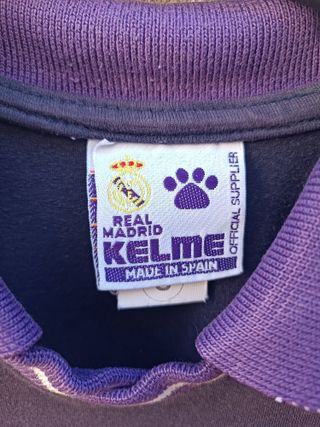 REAL
MADRID
KELME
MADE IN SPAIN
OFFICIAL SUPPLIER